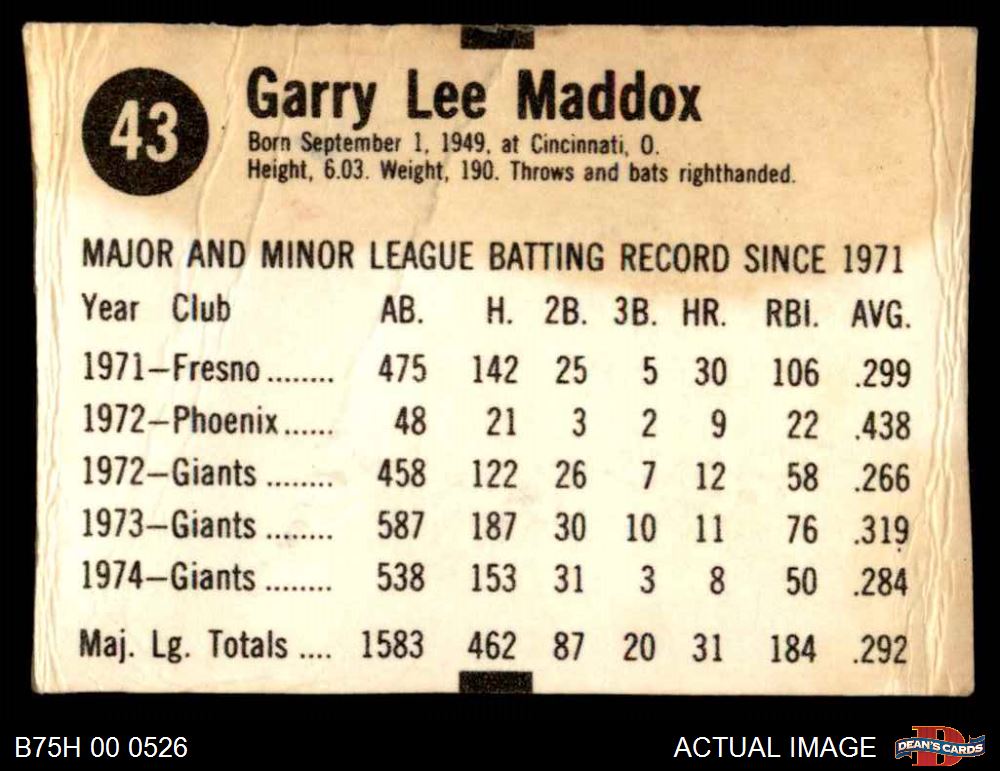 43
Garry Lee Maddox
Born September 1, 1949, at Cincinnati, O.
Height, 6.03. Weight, 190. Throws and bats righthanded.
MAJOR AND MINOR LEAGUE BATTING RECORD SINCE 1971
Year Club AB. H. 2B. 3B. HR. RBI. AVG.
1971—Fresno ........ 475 142 25 5 30 106 .299
1972—Phoenix...... 48 21 3 2 9 22 .438
1972—Giants ........ 458 122 26 7 12 58 .266
1973—Giants ........ 587 187 30 10 11 76 .319
1974—Giants ........ 538 153 31 3 8 50 .284
Maj. Lg. Totals .... 1583 462 87 20 31 184 .292
B75H 00 0526
ACTUAL IMAGE
DEAN'S CARDS